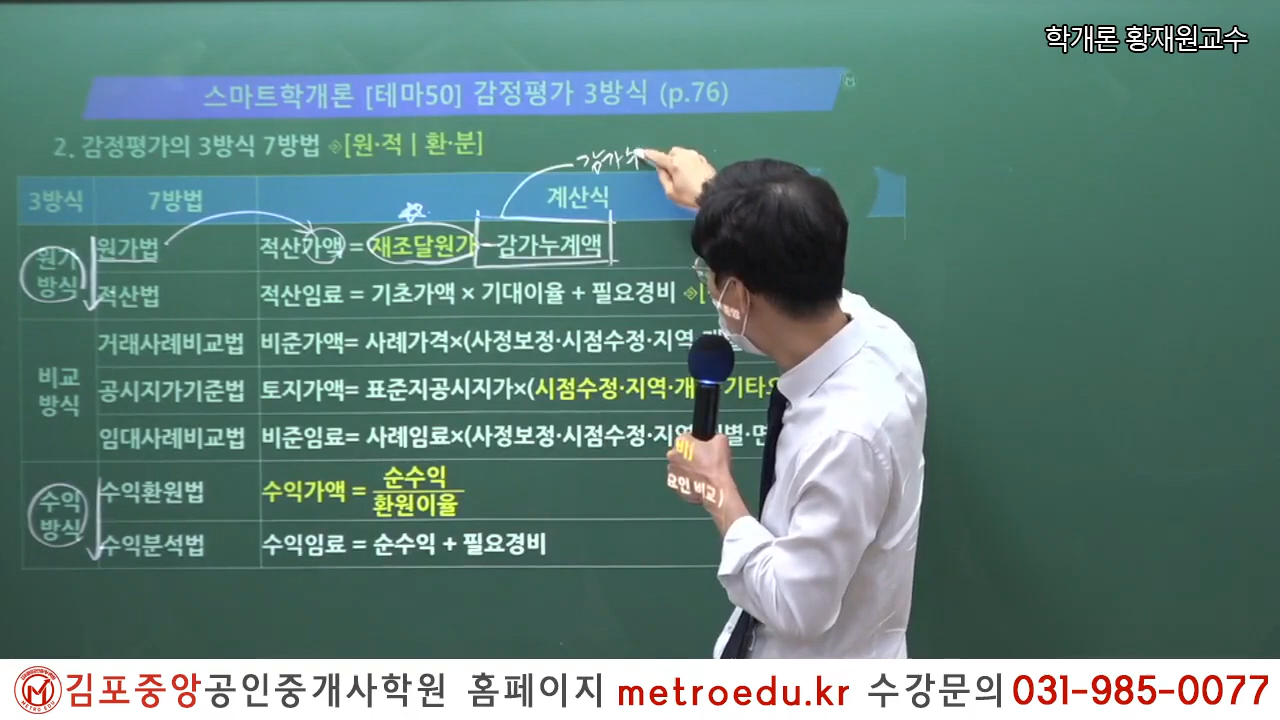 학개론 황재원교수
스마트학개론 [테마50] 감정평가 3방식 (p.76)
2. 감정평가의 3방식 7방법 [원·적 | 환·분]
감가누
3방식 7방법 계산식
원가 방식
원가법 적산가액 = 재조달원가 - 감가누계액
적산법 적산임료 = 기초가액 × 기대이율 + 필요경비 [
비교 방식
거래사례비교법 비준가액= 사례가격×(사정보정·시점수정·지역
공시지가기준법 토지가액= 표준지공시지가×(시점수정·지역·개 기타
임대사례비교법 비준임료= 사례임료×(사정보정·시점수정·지역 별·면
비
요인 비교)
수익 방식
수익환원법 수익가액 = 순수익
환원이율
수익분석법 수익임료 = 순수익 + 필요경비
METRO EDU
김포중앙공인중개사학원 홈페이지 metroedu.kr 수강문의 031-985-0077